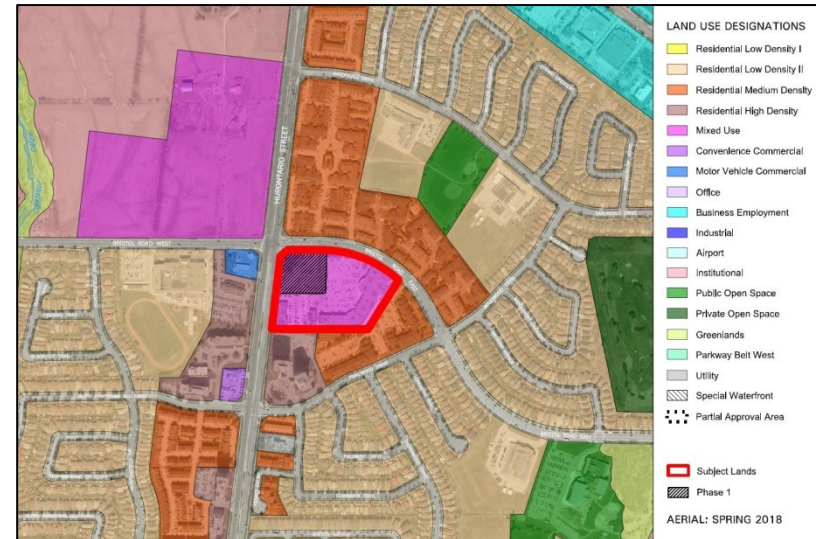 LAND USE DESIGNATIONS
Residential Low Density I
Residential Low Density II
Residential Medium Density
Residential High Density
Mixed Use
Convenience Commercial
Motor Vehicle Commercial
Office
Business Employment
Industrial
Airport
Institutional
Public Open Space
Private Open Space
Greenlands
Parkway Belt West
Utility
Special Waterfront
Partial Approval Area
Subject Lands
Phase 1
AERIAL: SPRING 2018
HURONTARIO STREET
BRISTOL ROAD WEST
BRISTOL ROAD EAST